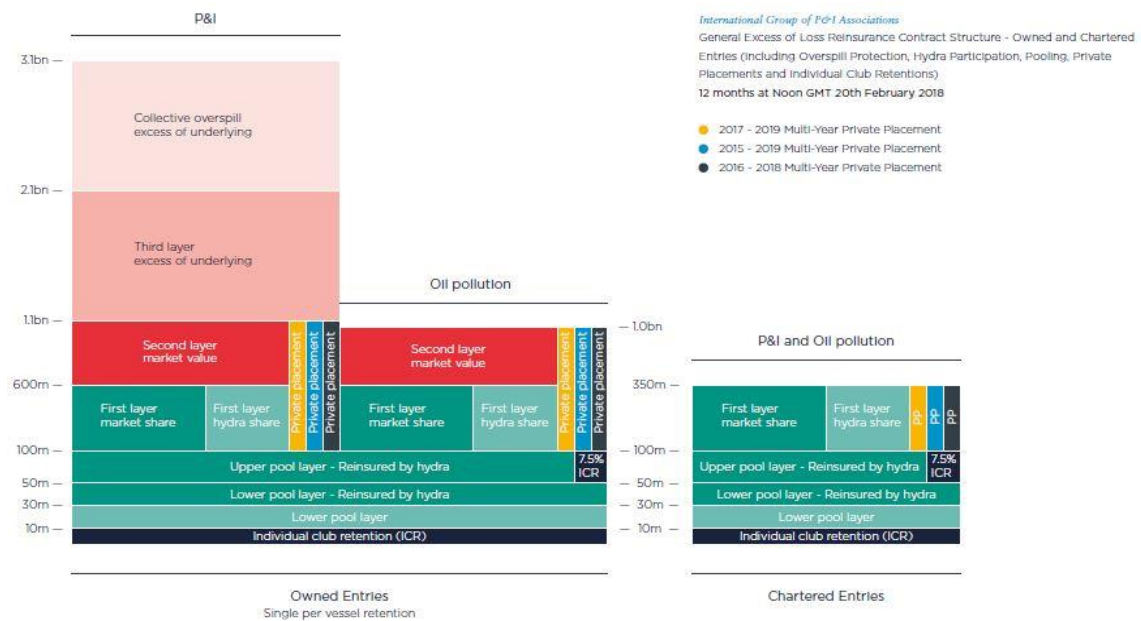 P&I
International Group of P&I Associations
General Excess of Loss Reinsurance Contract Structure - Owned and Chartered
Entries (including Overspill Protection, Hydra Participation, Pooling, Private
Placements and Individual Club Retentions)
12 months at Noon GMT 20th February 2018
2017 - 2019 Multi-Year Private Placement
2015 - 2019 Multi-Year Private Placement
2016 - 2018 Multi-Year Private Placement
3.1bn
Collective overspill
excess of underlying
2.1bn
Third layer
excess of underlying
Oil pollution
1.1bn
Second layer
market value
Private placement
Private placement
Private placement
Second layer
market value
Private placement
Private placement
Private placement
1.0bn
P&I and Oil pollution
600m
First layer
market share
First layer
hydra share
First layer
market share
First layer
hydra share
350m
First layer
market share
First layer
hydra share
PP
PP
PP
100m
Upper pool layer - Reinsured by hydra
7.5%
ICR
100m
Upper pool layer - Reinsured by hydra
7.5%
ICR
50m
Lower pool layer - Reinsured by hydra
50m
Lower pool layer - Reinsured by hydra
30m
Lower pool layer
30m
Lower pool layer
10m
Individual club retention (ICR)
10m
Individual club retention (ICR)
Owned Entries
Single per vessel retention
Chartered Entries